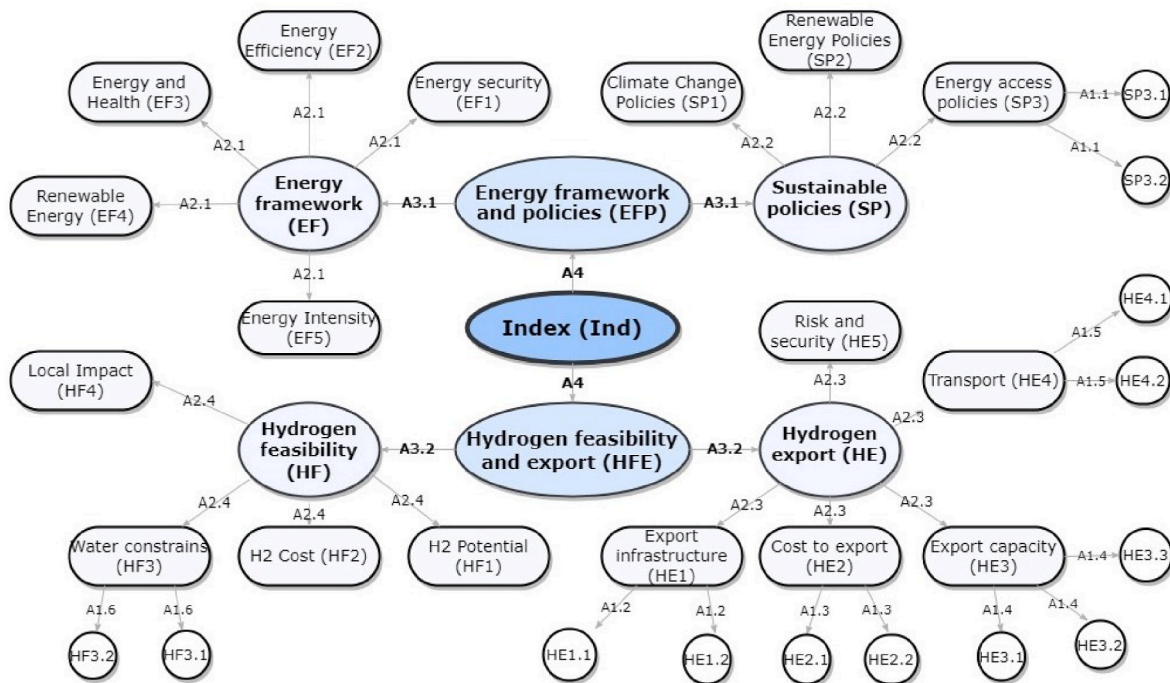 Energy
Efficiency (EF2)
Renewable
Energy Policies
(SP2)
Energy and
Health (EF3)
Energy security
(EF1)
Climate Change
Policies (SP1)
Energy access
policies (SP3)
A1.1
SP3.1
A2.1
A2.1
A2.1
A2.2
A2.2
A2.2
A1.1
SP3.2
Renewable
Energy (EF4)
A2.1
Energy
framework
(EF)
A3.1
Energy framework
and policies (EFP)
A3.1
Sustainable
policies (SP)
A2.1
A4
Energy Intensity
(EF5)
Index (Ind)
Risk and
security (HE5)
HE4.1
A1.5
Local Impact
(HF4)
A4
A2.3
Transport (HE4)
A1.5
HE4.2
A2.4
A2.3
Hydrogen
feasibility
(HF)
A3.2
Hydrogen feasibility
and export (HFE)
A3.2
Hydrogen
export (HE)
A2.4
A2.4
A2.4
A2.3
A2.3
A2.3
Water constrains
(HF3)
H2 Cost (HF2)
H2 Potential
(HF1)
Export
infrastructure
(HE1)
Cost to export
(HE2)
Export capacity
(HE3)
A1.4
HE3.3
A1.6
A1.6
A1.2
A1.2
A1.3
A1.3
A1.4
A1.4
HF3.2
HF3.1
HE1.1
HE1.2
HE2.1
HE2.2
HE3.1
HE3.2